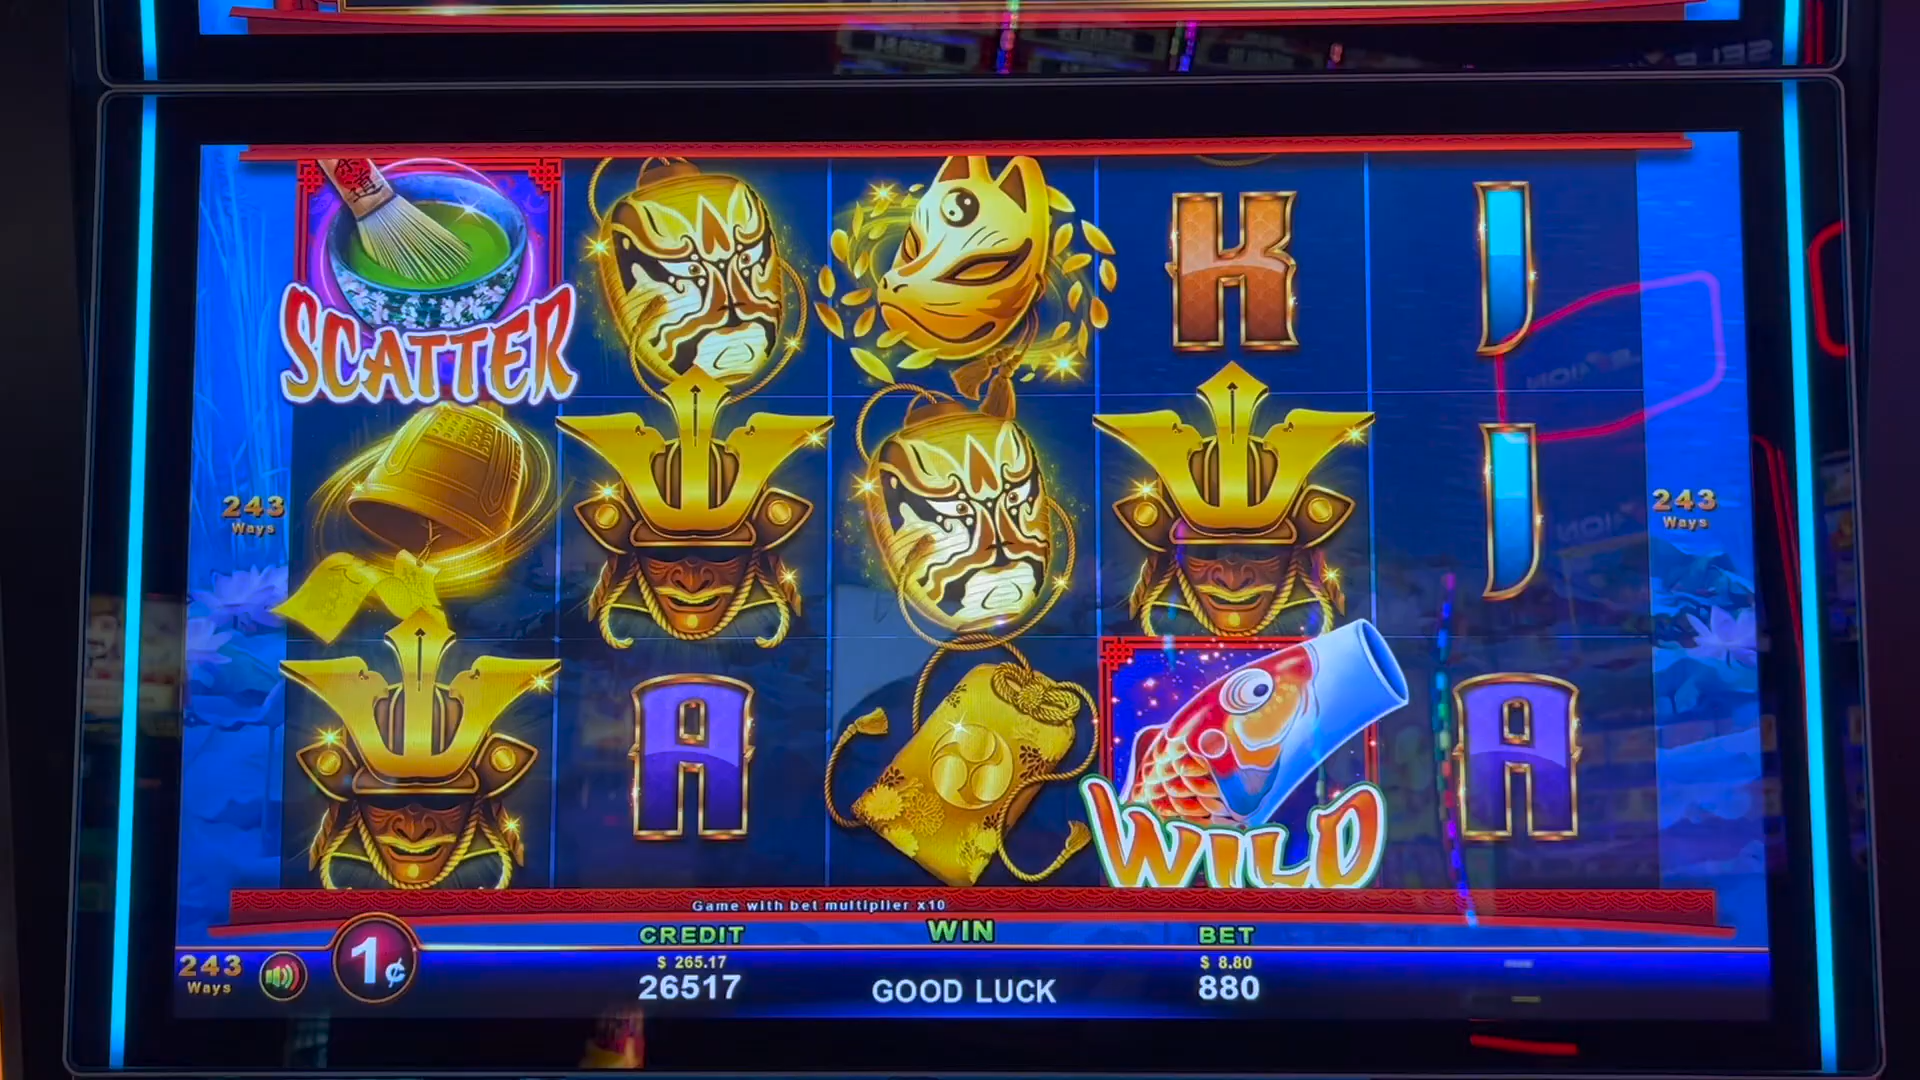 SCATTER
K
J
243
Ways
J
243
Ways
A
WILD
A
Game with bet multiplier x10
CREDIT
WIN
BET
243
Ways
1¢
$ 265.17
26517
GOOD LUCK
$ 8.80
880